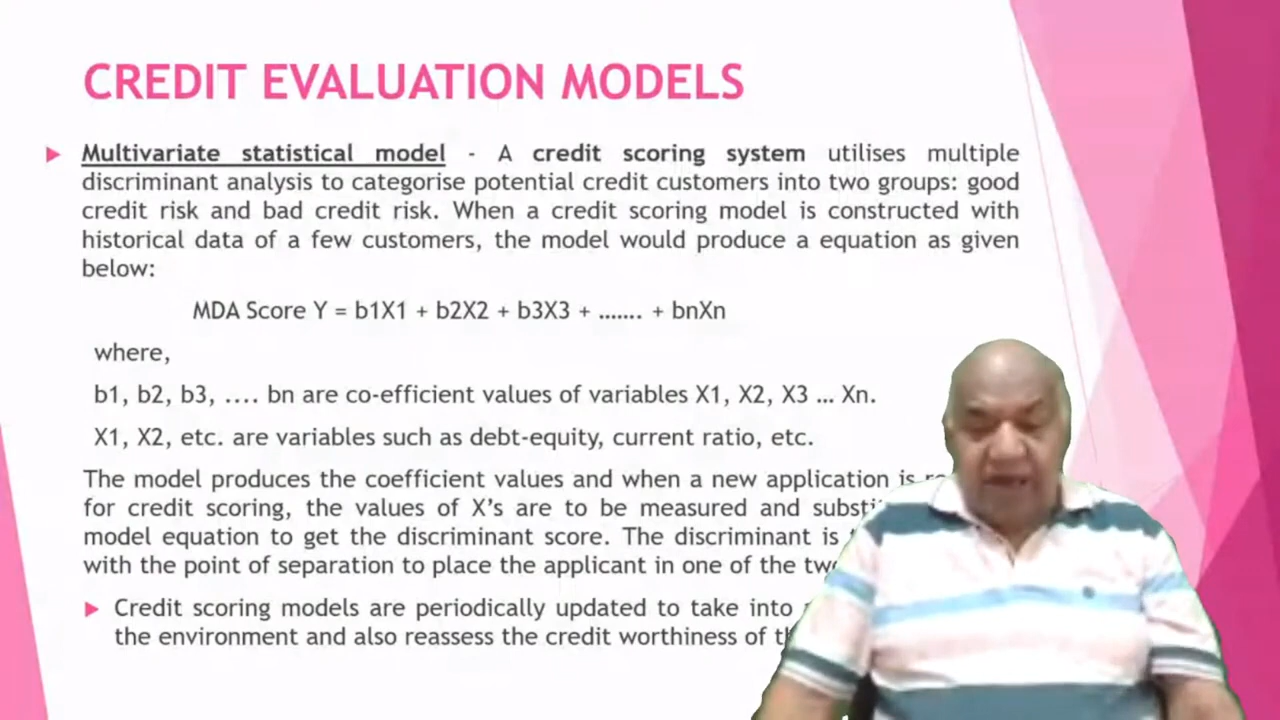 CREDIT EVALUATION MODELS
Multivariate statistical model - A credit scoring system utilises multiple
discriminant analysis to categorise potential credit customers into two groups: good
credit risk and bad credit risk. When a credit scoring model is constructed with
historical data of a few customers, the model would produce a equation as given
below:
MDA Score Y = b1X1 + b2X2 + b3X3 + ....... + bnXn
where,
b1, b2, b3, .... bn are co-efficient values of variables X1, X2, X3 ... Xn.
X1, X2, etc. are variables such as debt-equity, current ratio, etc.
The model produces the coefficient values and when a new application is
for credit scoring, the values of X's are to be measured and
model equation to get the discriminant score. The discriminant is
with the point of separation to place the applicant in one of the
Credit scoring models are periodically updated to take into
the environment and also reassess the credit worthiness of